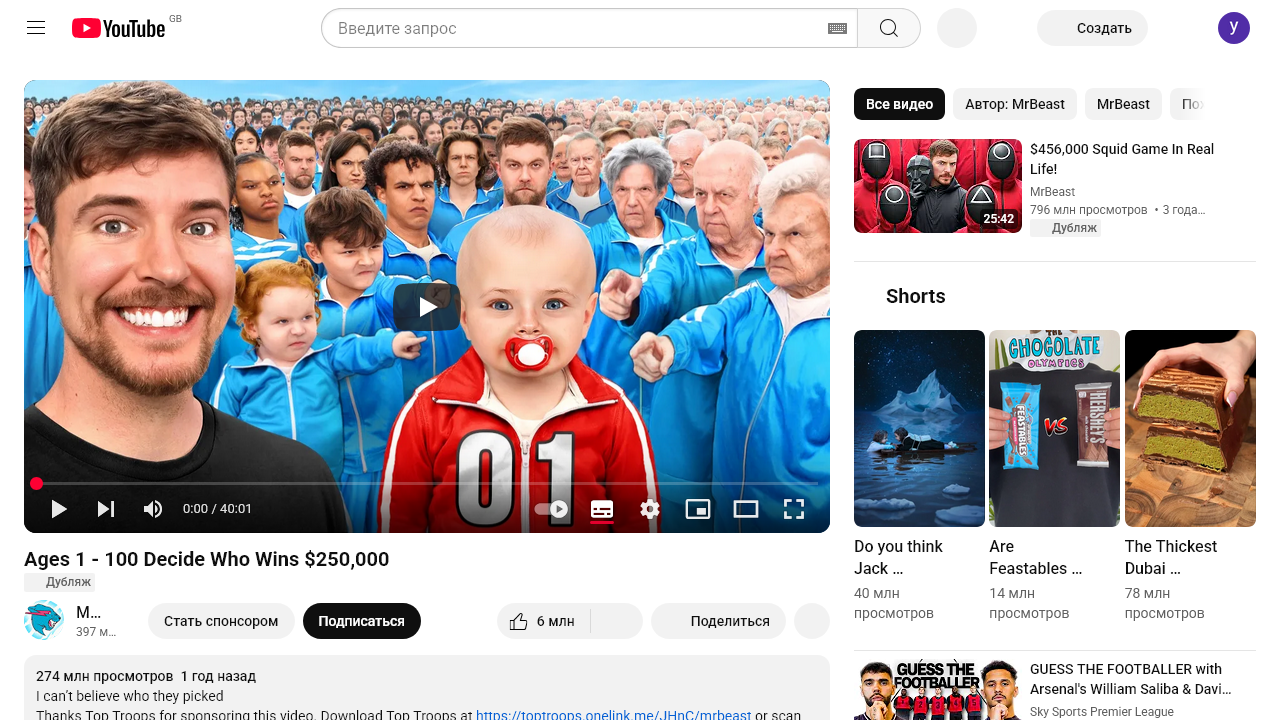 YouTube GB
Введите запрос
Создать
У
01
0:00 / 40:01
Ages 1 - 100 Decide Who Wins $250,000
Дубляж
M…
397 м…
Стать спонсором
Подписаться
6 млн
Поделиться
274 млн просмотров 1 год назад
I can't believe who they picked
Thanks Top Troops for sponsoring this video. Download Top Troops at https://toptroops.onelink.me/JHnC/mrbeast or scan
Все видео
Автор: MrBeast
MrBeast
25:42
$456,000 Squid Game In Real
Life!
MrBeast
796 млн просмотров • 3 года…
Дубляж
Shorts
THE
CHOCOLATE
OLYMPICS
FEASTABLES
VS
HERSHEY'S
Do you think
Jack …
40 млн
просмотров
Are
Feastables …
14 млн
просмотров
The Thickest
Dubai …
78 млн
просмотров
GUESS THE
FOOTBALLER
GUESS THE FOOTBALLER with
Arsenal's William Saliba & Davi…
Sky Sports Premier League